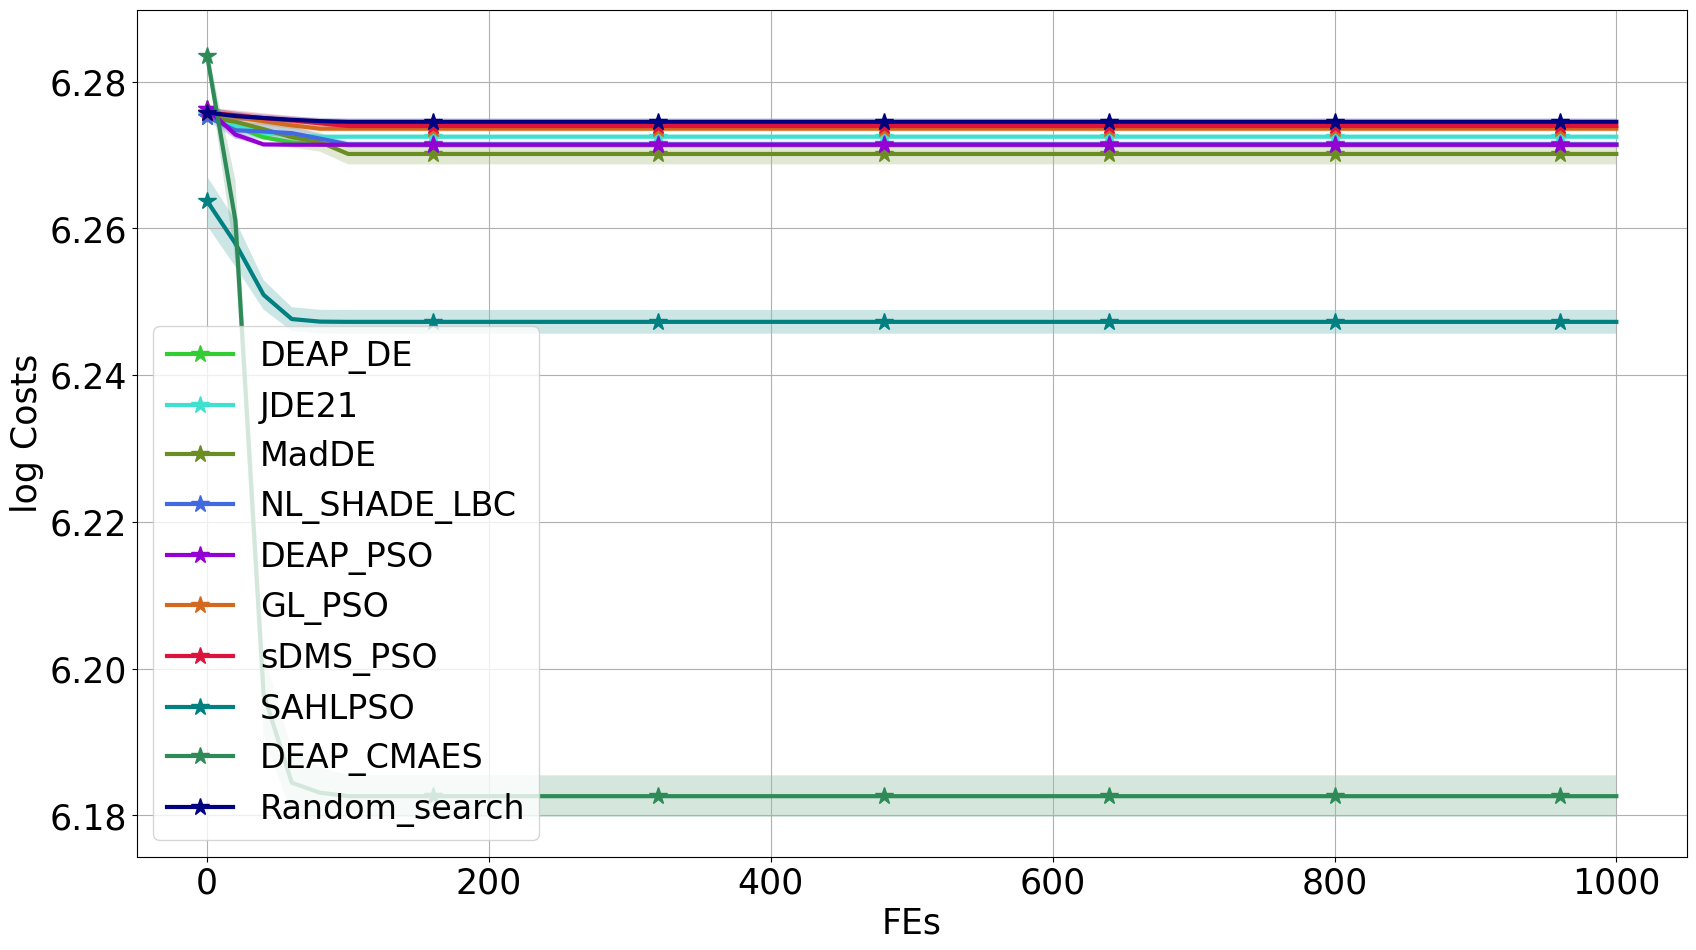 6.28
6.26
6.24
6.22
6.20
6.18
log Costs
DEAP_DE
JDE21
MadDE
NL_SHADE_LBC
DEAP_PSO
GL_PSO
sDMS_PSO
SAHLPSO
DEAP_CMAES
Random_search
0 200 400 600 800 1000
FEs